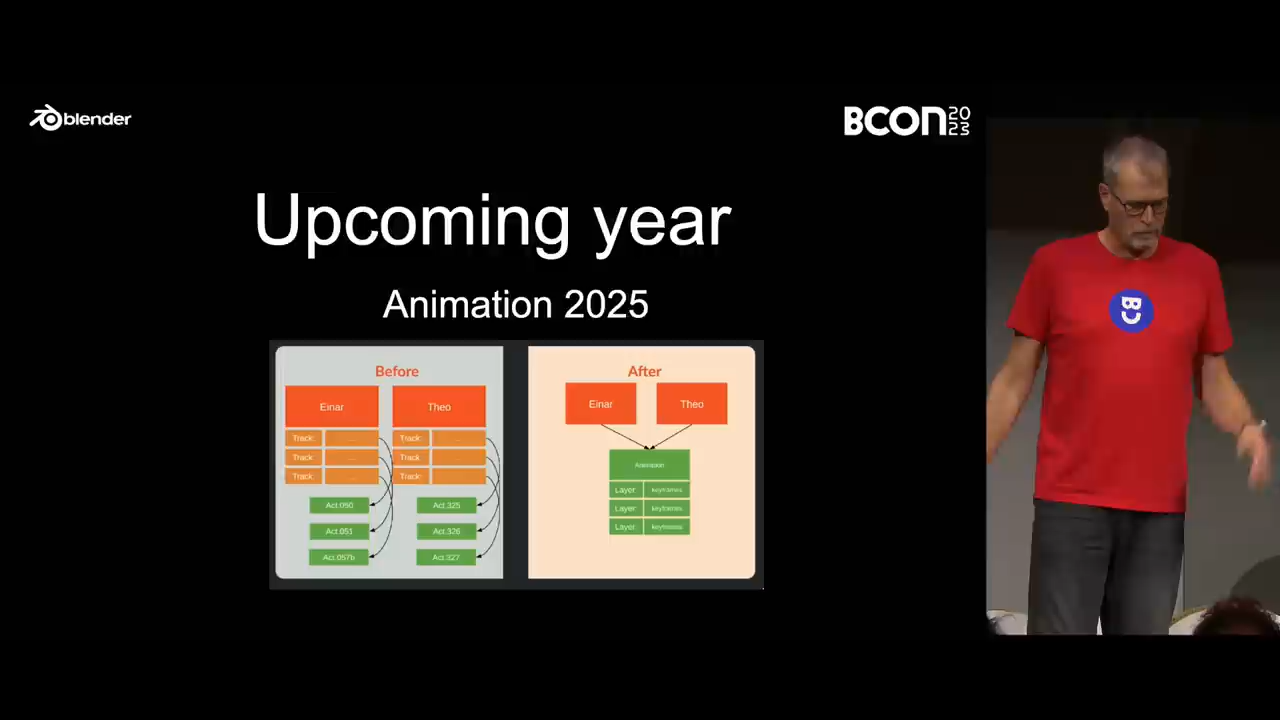 blender
BCON 20
23
Upcoming year
Animation 2025
Before
Einar
Theo
Track:
...
Track:
...
Track:
...
Track
...
Track:
...
Track:
...
Act.050
Act.325
Act.051
Act.326
Act.057b
Act.327
After
Einar
Theo
Animation
Layer
keyframes
Layer
keyframes
Layer
keyframes